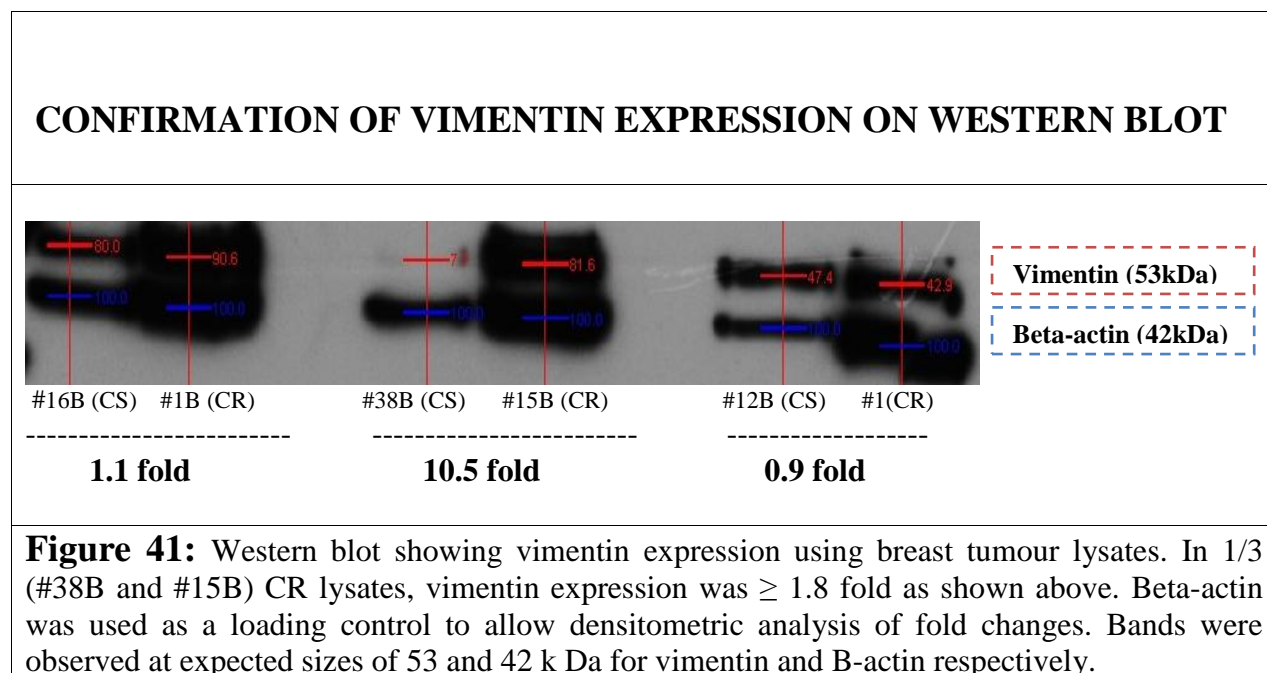 CONFIRMATION OF VIMENTIN EXPRESSION ON WESTERN BLOT
80.0 90.6 81.6 47.4 42.9
100.0 100.0 100.0 100.0 100.0 100.0
Vimentin (53kDa)
Beta-actin (42kDa)
#16B (CS) #1B (CR) #38B (CS) #15B (CR) #12B (CS) #1(CR)
------------------------- ------------------------- -------------------
1.1 fold 10.5 fold 0.9 fold
Figure 41: Western blot showing vimentin expression using breast tumour lysates. In 1/3
(#38B and #15B) CR lysates, vimentin expression was ≥ 1.8 fold as shown above. Beta-actin
was used as a loading control to allow densitometric analysis of fold changes. Bands were
observed at expected sizes of 53 and 42 k Da for vimentin and B-actin respectively.